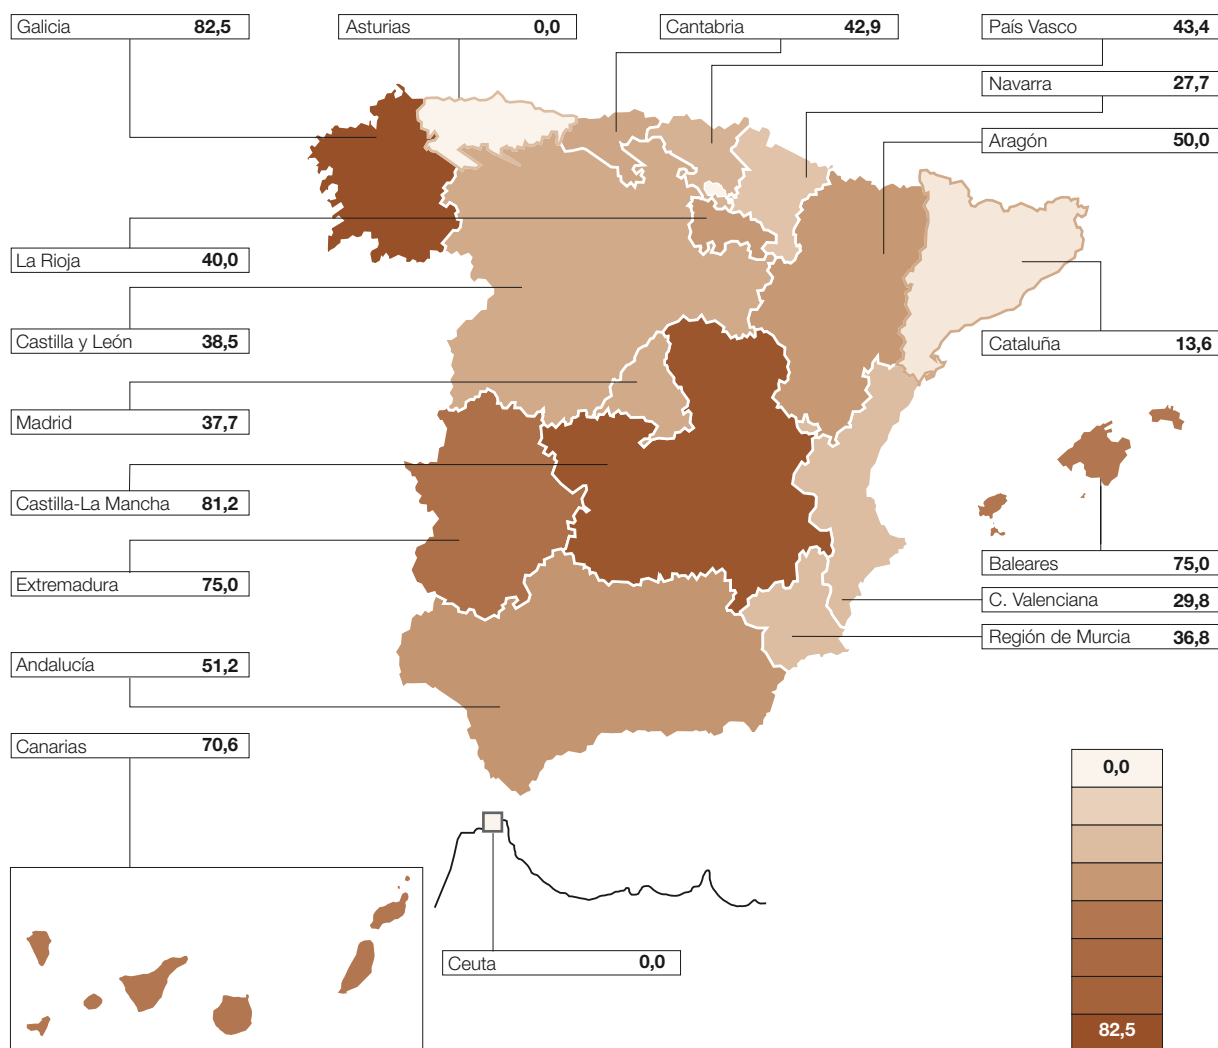 Galicia 82,5
Asturias 0,0
Cantabria 42,9
País Vasco 43,4
Navarra 27,7
Aragón 50,0
La Rioja 40,0
Castilla y León 38,5
Cataluña 13,6
Madrid 37,7
Castilla-La Mancha 81,2
Extremadura 75,0
Baleares 75,0
C. Valenciana 29,8
Región de Murcia 36,8
Andalucía 51,2
Canarias 70,6
Ceuta 0,0
0,0
82,5